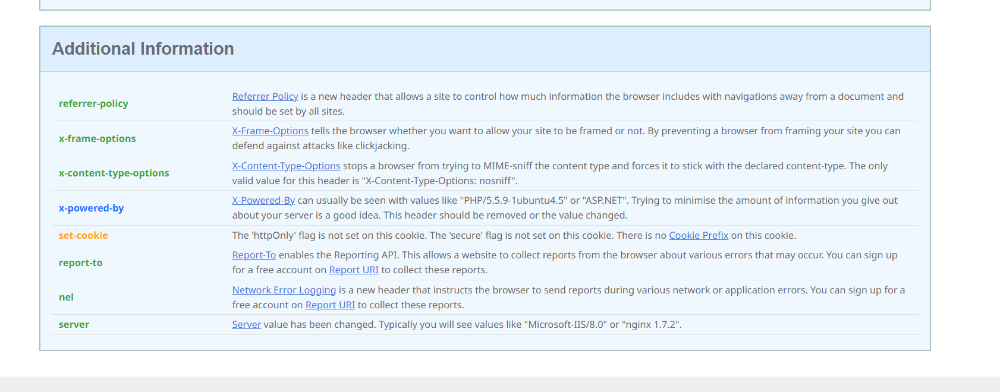 Additional Information
referrer-policy
Referrer Policy is a new header that allows a site to control how much information the browser includes with navigations away from a document and
should be set by all sites.
x-frame-options
X-Frame-Options tells the browser whether you want to allow your site to be framed or not. By preventing a browser from framing your site you can
defend against attacks like clickjacking.
x-content-type-options
X-Content-Type-Options stops a browser from trying to MIME-sniff the content type and forces it to stick with the declared content-type. The only
valid value for this header is "X-Content-Type-Options: nosniff".
x-powered-by
X-Powered-By can usually be seen with values like "PHP/5.5.9-1ubuntu4.5" or "ASP.NET". Trying to minimise the amount of information you give out
about your server is a good idea. This header should be removed or the value changed.
set-cookie
The 'httpOnly' flag is not set on this cookie. The 'secure' flag is not set on this cookie. There is no Cookie Prefix on this cookie.
report-to
Report-To enables the Reporting API. This allows a website to collect reports from the browser about various errors that may occur. You can sign up
for a free account on Report URI to collect these reports.
nel
Network Error Logging is a new header that instructs the browser to send reports during various network or application errors. You can sign up for a
free account on Report URI to collect these reports.
server
Server value has been changed. Typically you will see values like "Microsoft-IIS/8.0" or "nginx 1.7.2".